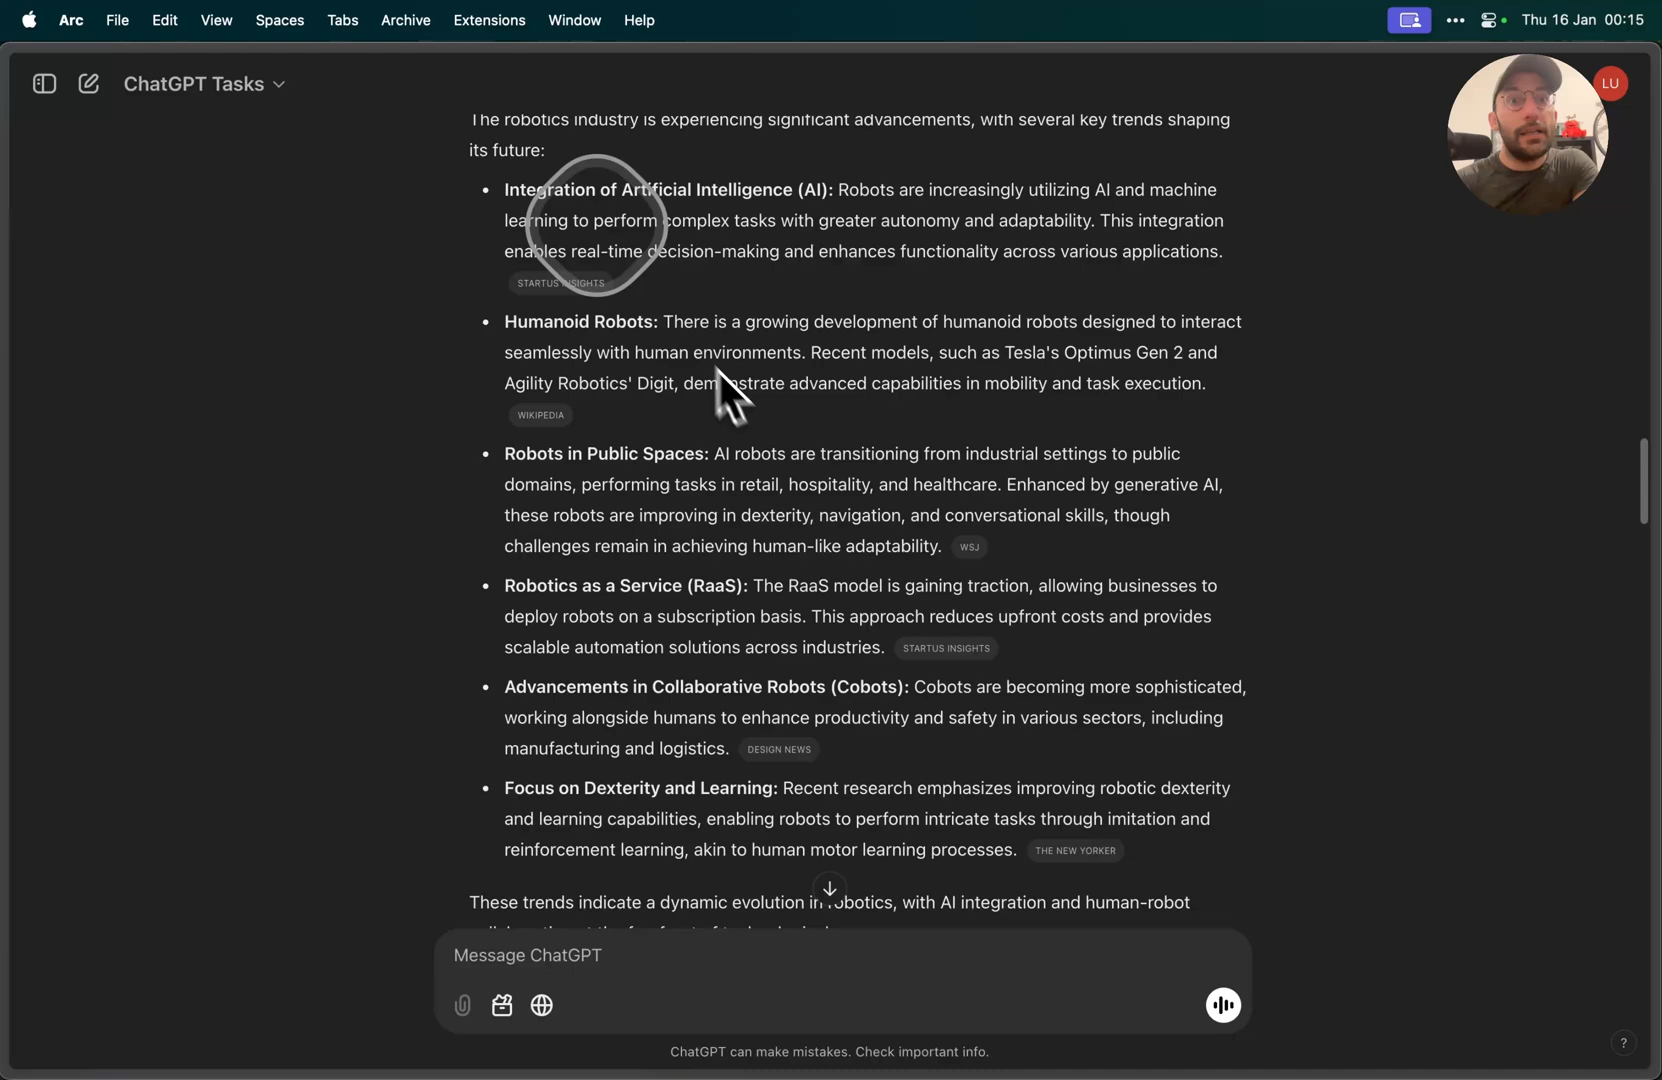 Arc File Edit View Spaces Tabs Archive Extensions Window Help Thu 16 Jan 00:15
ChatGPT Tasks LU
The robotics industry is experiencing significant advancements, with several key trends shaping
its future:
• Integration of Artificial Intelligence (AI): Robots are increasingly utilizing AI and machine
learning to perform complex tasks with greater autonomy and adaptability. This integration
enables real-time decision-making and enhances functionality across various applications.
STARTUS INSIGHTS
• Humanoid Robots: There is a growing development of humanoid robots designed to interact
seamlessly with human environments. Recent models, such as Tesla's Optimus Gen 2 and
Agility Robotics' Digit, demonstrate advanced capabilities in mobility and task execution.
WIKIPEDIA
• Robots in Public Spaces: AI robots are transitioning from industrial settings to public
domains, performing tasks in retail, hospitality, and healthcare. Enhanced by generative AI,
these robots are improving in dexterity, navigation, and conversational skills, though
challenges remain in achieving human-like adaptability. WSJ
• Robotics as a Service (RaaS): The RaaS model is gaining traction, allowing businesses to
deploy robots on a subscription basis. This approach reduces upfront costs and provides
scalable automation solutions across industries. STARTUS INSIGHTS
• Advancements in Collaborative Robots (Cobots): Cobots are becoming more sophisticated,
working alongside humans to enhance productivity and safety in various sectors, including
manufacturing and logistics. DESIGN NEWS
• Focus on Dexterity and Learning: Recent research emphasizes improving robotic dexterity
and learning capabilities, enabling robots to perform intricate tasks through imitation and
reinforcement learning, akin to human motor learning processes. THE NEW YORKER
These trends indicate a dynamic evolution in robotics, with AI integration and human-robot
Message ChatGPT
ChatGPT can make mistakes. Check important info.
?